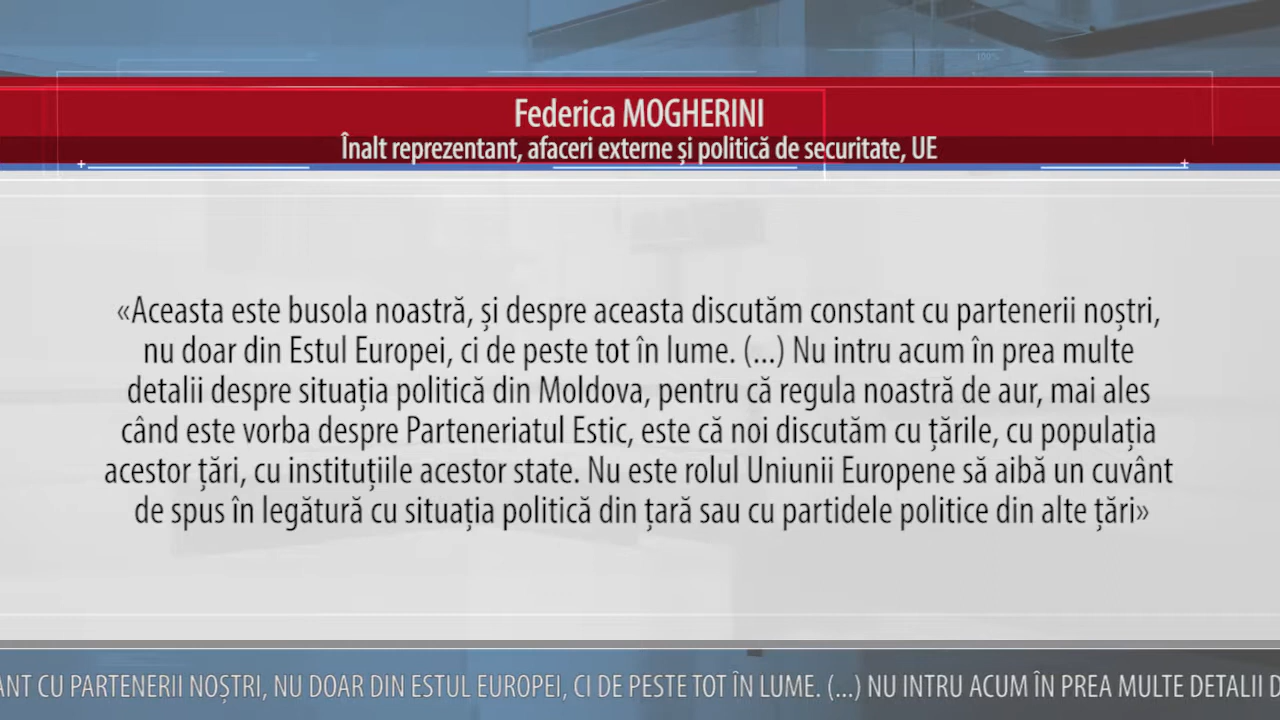 Federica MOGHERINI
Înalt reprezentant, afaceri externe și politică de securitate, UE
«Aceasta este busola noastră, și despre aceasta discutăm constant cu partenerii noștri,
nu doar din Estul Europei, ci de peste tot în lume. (...) Nu intru acum în prea multe
detalii despre situația politică din Moldova, pentru că regula noastră de aur, mai ales
când este vorba despre Parteneriatul Estic, este că noi discutăm cu țările, cu populația
acestor țări, cu instituțiile acestor state. Nu este rolul Uniunii Europene să aibă un cuvânt
de spus în legătură cu situația politică din țară sau cu partidele politice din alte țări»
ANT CU PARTENERII NOȘTRI, NU DOAR DIN ESTUL EUROPEI, CI DE PESTE TOT ÎN LUME. (...) NU INTRU ACUM ÎN PREA MULTE DETALII D